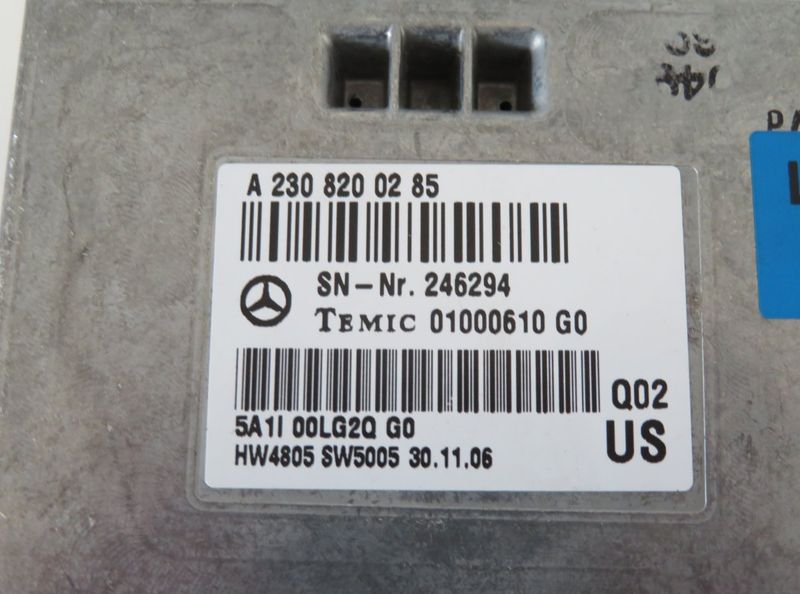 A 230 820 02 85
SN-Nr. 246294
TEMIC 01000610 G0
Q02
5A1I 00LG2Q G0
US
HW4805 SW5005 30.11.06